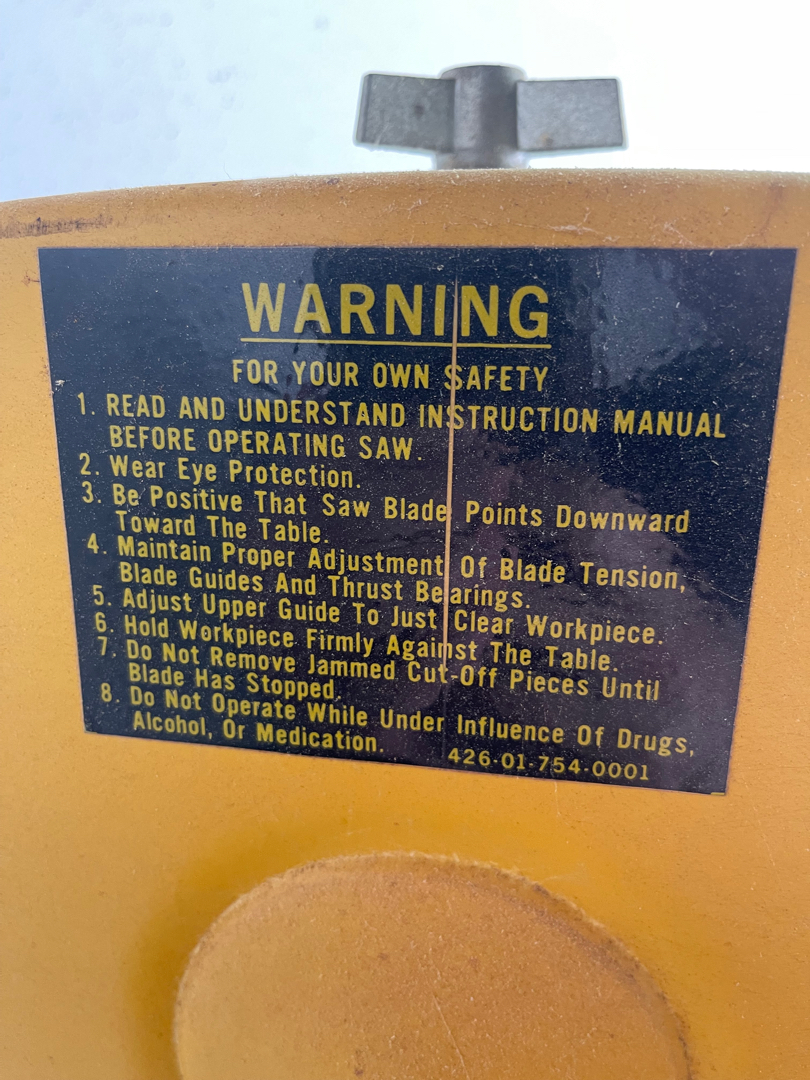 WARNING
FOR YOUR OWN SAFETY
1. READ AND UNDERSTAND INSTRUCTION MANUAL
BEFORE OPERATING SAW.
2. Wear Eye Protection.
3. Be Positive That Saw Blade Points Downward
Toward The Table.
4. Maintain Proper Adjustment Of Blade Tension,
Blade Guides And Thrust Bearings.
5. Adjust Upper Guide To Just Clear Workpiece.
6. Hold Workpiece Firmly Against The Table.
7. Do Not Remove Jammed Cut-Off Pieces Until
Blade Has Stopped.
8. Do Not Operate While Under Influence Of Drugs,
Alcohol, Or Medication.
426-01-754-0001